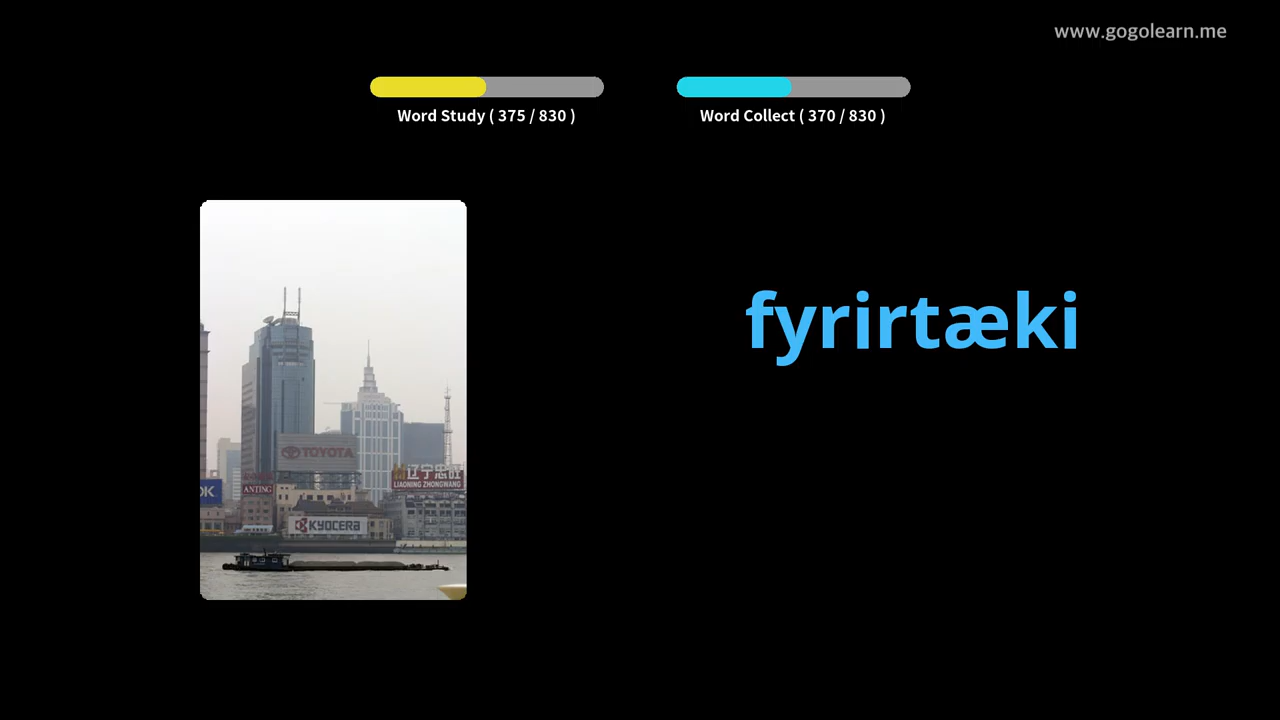 www.gogolearn.me
Word Study ( 375 / 830 )
Word Collect ( 370 / 830 )
fyrirtæki
TOYOTA
辽宁忠旺
LIAONING ZHONGWANG
OK
ANTING
KYOCERA